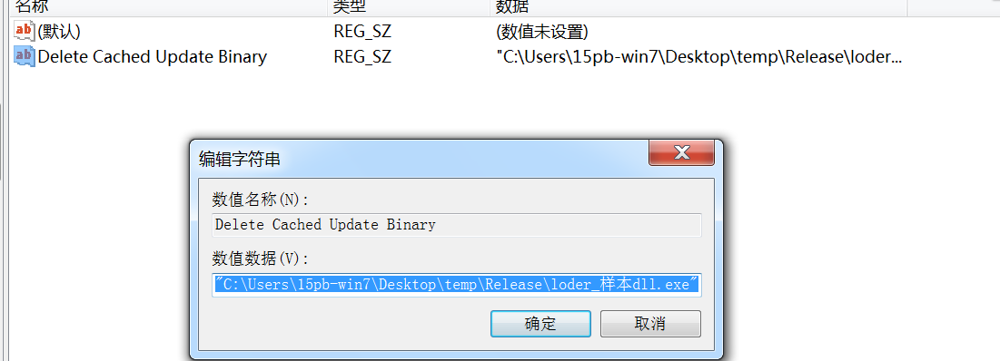 名称 类型 数据
(默认) REG_SZ (数值未设置)
Delete Cached Update Binary REG_SZ "C:\Users\15pb-win7\Desktop\temp\Release\loder...
编辑字符串
数值名称(N):
Delete Cached Update Binary
数值数据(V):
"C:\Users\15pb-win7\Desktop\temp\Release\loder_样本dll.exe"
确定 取消